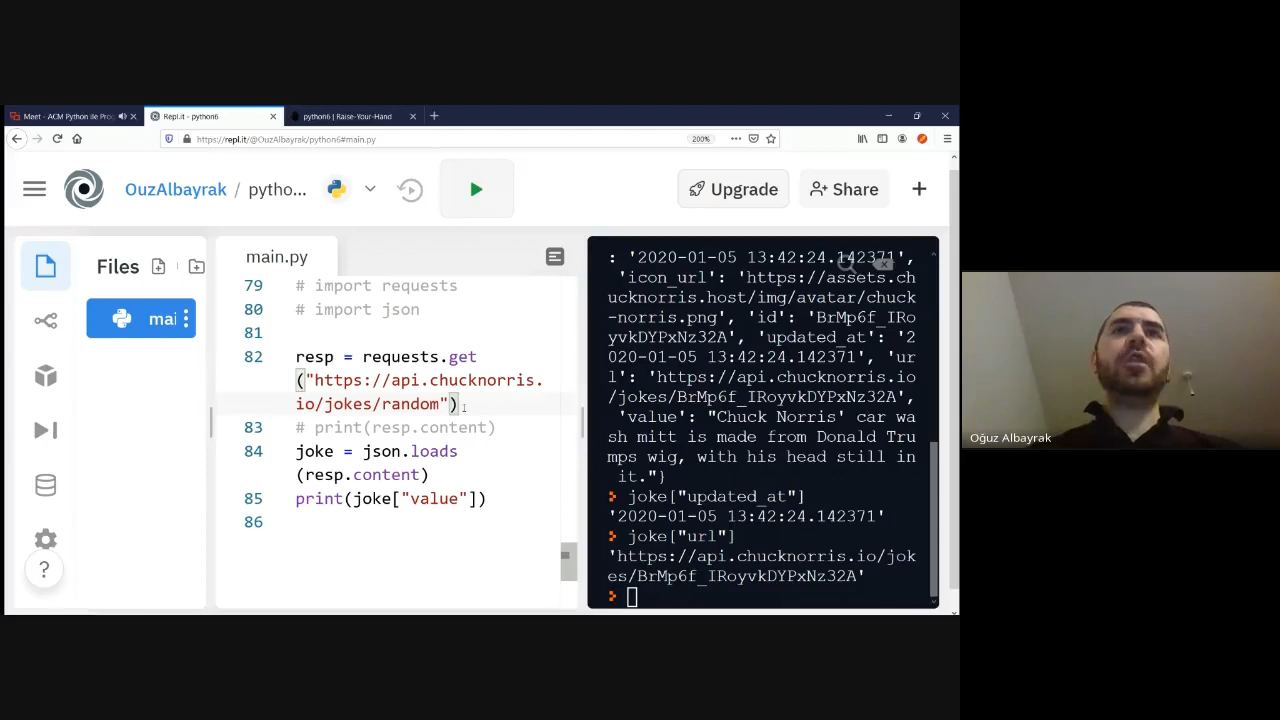 Meet - ACM Python ile Proç
Repl.it - python6
python6 | Raise-Your-Hand
https://repl.it/@OuzAlbayrak/python6#main.py
200%
OuzAlbayrak / pytho...
Upgrade
Share
Files
mai
main.py
79 # import requests
80 # import json
81
82 resp = requests.get
("https://api.chucknorris.
io/jokes/random")
83 # print(resp.content)
84 joke = json.loads
(resp.content)
85 print(joke["value"])
86
: '2020-01-05 13:42:24.142371',
'icon_url': 'https://assets.ch
ucknorris.host/img/avatar/chuck
-norris.png', 'id': 'BrMp6f_IRo
yvkDYPxNz32A', 'updated_at': '2
020-01-05 13:42:24.142371', 'ur
l': 'https://api.chucknorris.io
/jokes/BrMp6f_IRoyvkDYPxNz32A',
'value': "Chuck Norris' car wa
sh mitt is made from Donald Tru
mps wig, with his head still in
it."}
joke["updated_at"]
'2020-01-05 13:42:24.142371'
joke["url"]
'https://api.chucknorris.io/jok
es/BrMp6f_IRoyvkDYPxNz32A'
?
Oğuz Albayrak